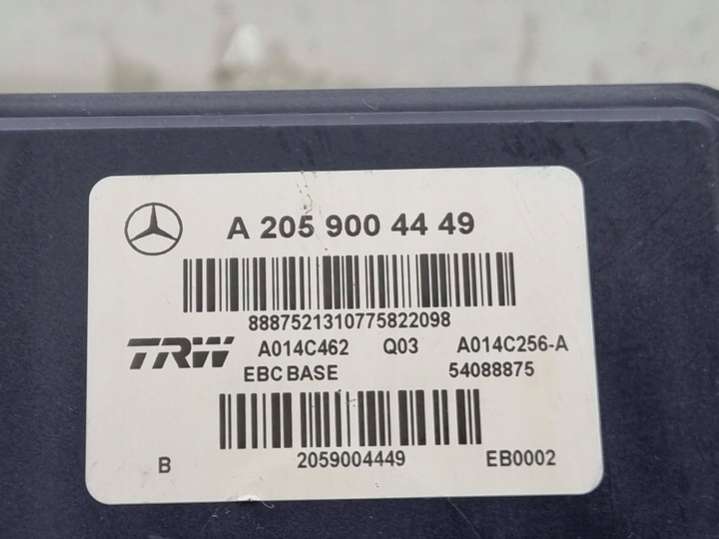 A 205 900 44 49
8887521310775822098
TRW A014C462 Q03 A014C256-A
EBC BASE 54088875
B 2059004449 EB0002